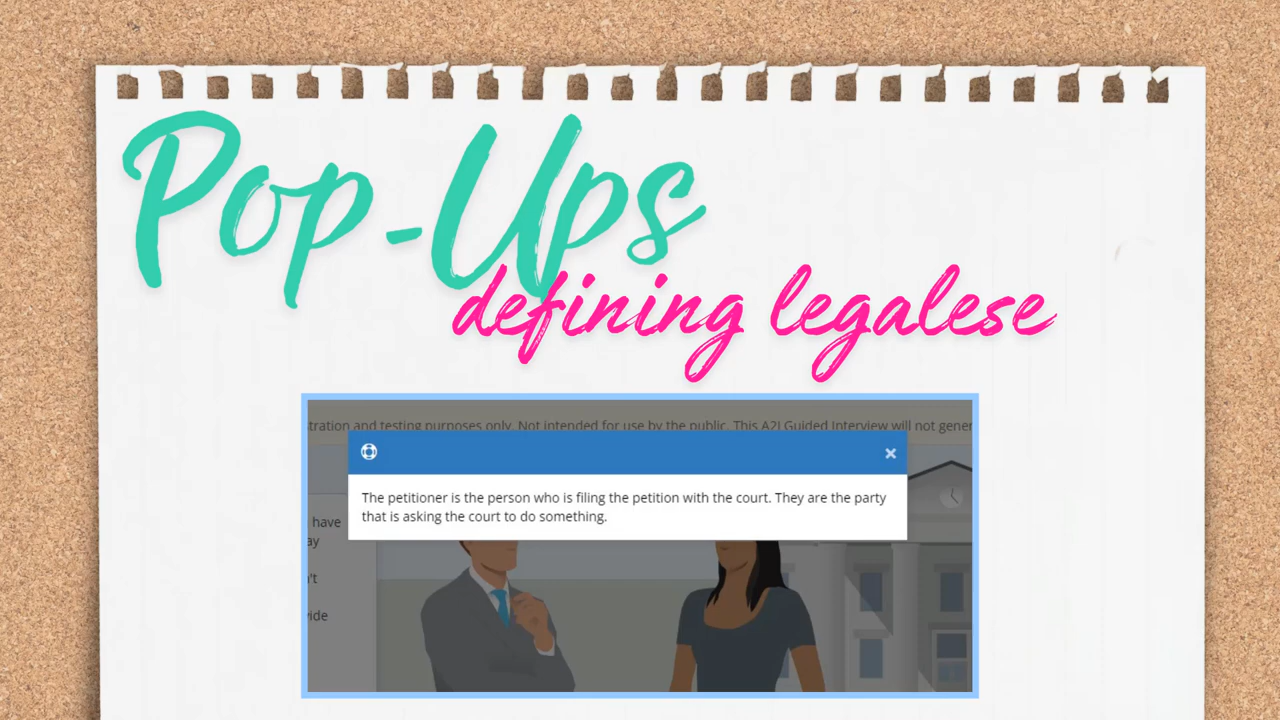 Pop-Ups
defining legalese
stration and testing purposes only. Not intended for use by the public. This A2J Guided Interview will not gener
The petitioner is the person who is filing the petition with the court. They are the party
that is asking the court to do something.
have
ay
n't
vide